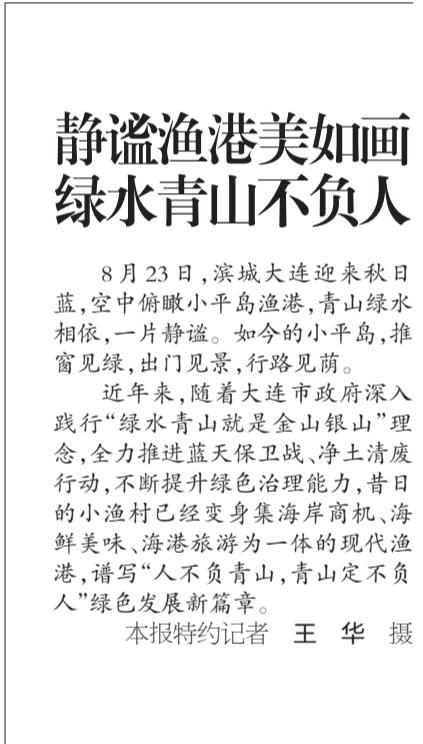 静谧渔港美如画
绿水青山不负人
8月23日，滨城大连迎来秋日
蓝，空中俯瞰小平岛渔港，青山绿水
相依，一片静谧。如今的小平岛，推
窗见绿，出门见景，行路见荫。
近年来，随着大连市政府深入
践行“绿水青山就是金山银山”理
念，全力推进蓝天保卫战、净土清废
行动，不断提升绿色治理能力，昔日
的小渔村已经变身集海岸商机、海
鲜美味、海港旅游为一体的现代渔
港，谱写“人不负青山，青山定不负
人”绿色发展新篇章。
本报特约记者 王 华 摄